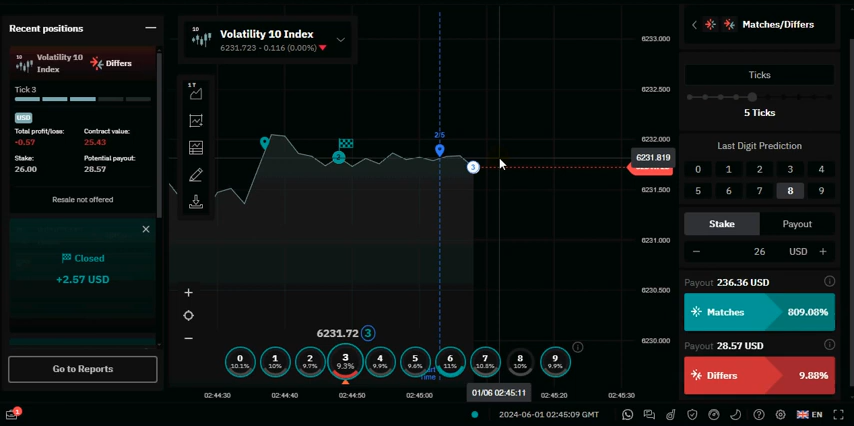 Recent positions
10
Volatility 10 Index
Differs
Tick 3
USD
Total profit/loss: Contract value:
-0.57 25.43
Stake: Potential payout:
26.00 28.57
Resale not offered
Closed
+2.57 USD
Go to Reports
10
Volatility 10 Index
6231.723 - 0.116 (0.00%)
1 T
2/5
3
6233.000
6232.500
6232.000
6231.819
6231.500
6231.000
6230.500
6230.000
6231.72 3
0 10.1%
1 10%
2 9.7%
3 9.3%
4 9.9%
5 9.6%
6 11%
7 10.8%
8 10%
9 9.9%
Time
02:44:30 02:44:40 02:44:50 02:45:00 01/06 02:45:11 02:45:20 02:45:30
Matches/Differs
Ticks
5 Ticks
Last Digit Prediction
0 1 2 3 4
5 6 7 8 9
Stake Payout
− 26 USD +
Payout 236.36 USD
Matches 809.08%
Payout 28.57 USD
Differs 9.88%
1
2024-06-01 02:45:09 GMT
EN